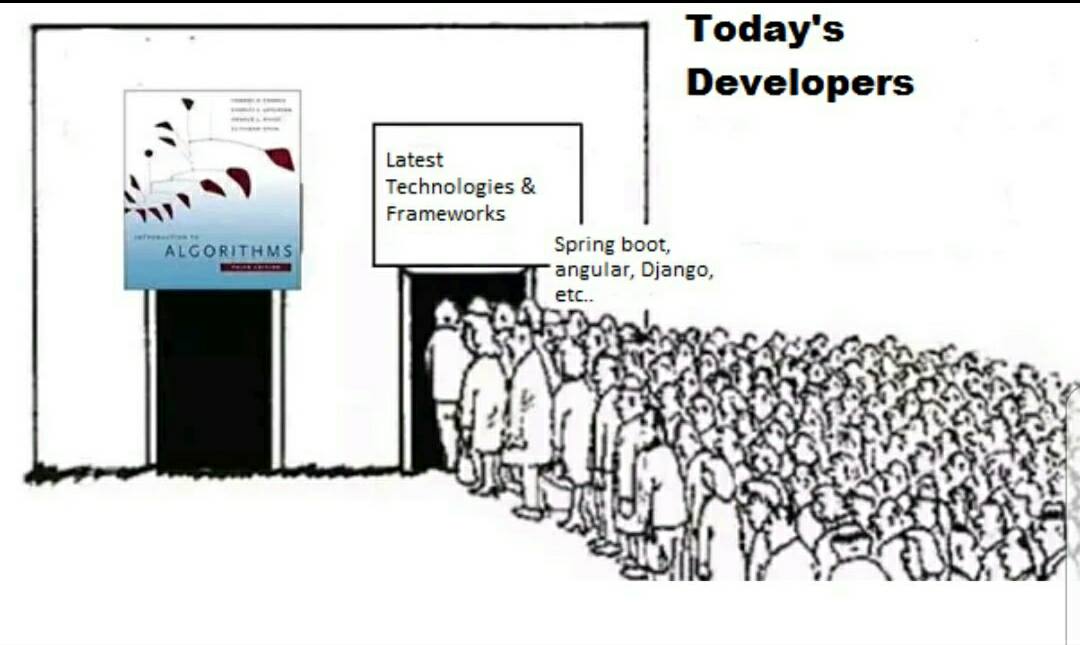 Today's
Developers
Latest
Technologies &
Frameworks
Spring boot,
angular, Django,
etc..
INTRODUCTION TO
ALGORITHMS
THIRD EDITION